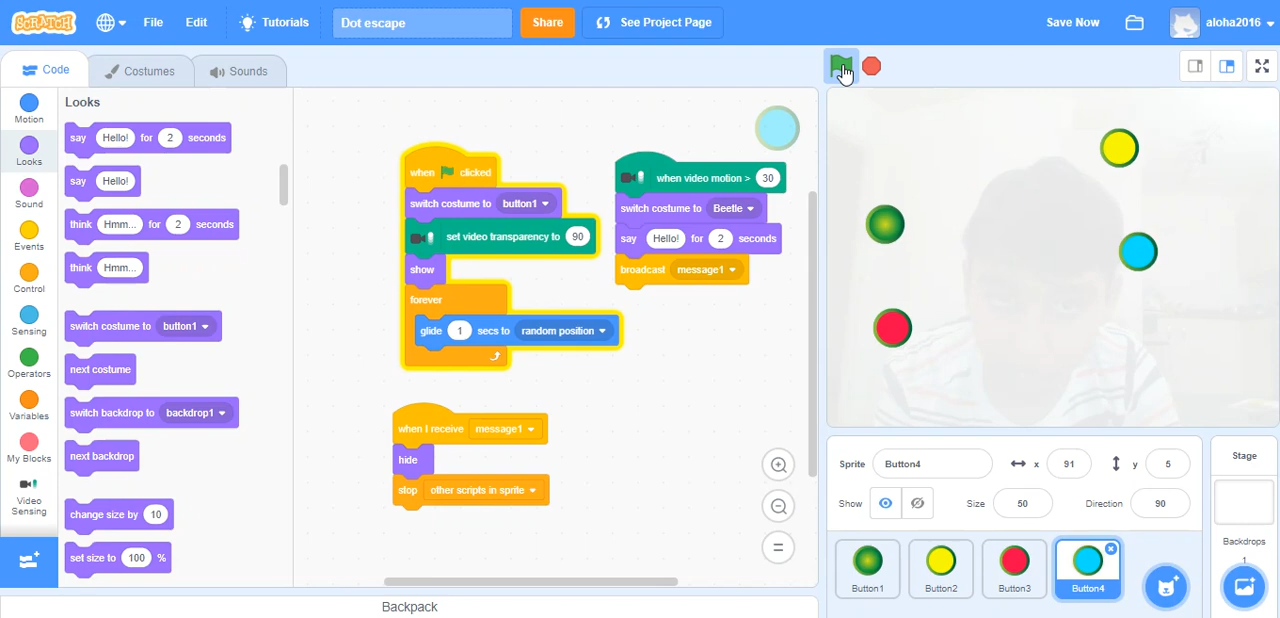 SCRATCH File Edit Tutorials Dot escape Share See Project Page Save Now aloha2016
Code Costumes Sounds
Motion
Looks
Sound
Events
Control
Sensing
Operators
Variables
My Blocks
Video
Sensing
Looks
say Hello! for 2 seconds
say Hello!
think Hmm... for 2 seconds
think Hmm...
switch costume to button1
next costume
switch backdrop to backdrop1
next backdrop
change size by 10
set size to 100 %
when clicked
switch costume to button1
set video transparency to 90
show
forever
glide 1 secs to random position
when I receive message1
hide
stop other scripts in sprite
when video motion > 30
switch costume to Beetle
say Hello! for 2 seconds
broadcast message1
Sprite Button4 x 91 y 5
Show Size 50 Direction 90
Button1 Button2 Button3 Button4
Stage
Backdrops
1
Backpack